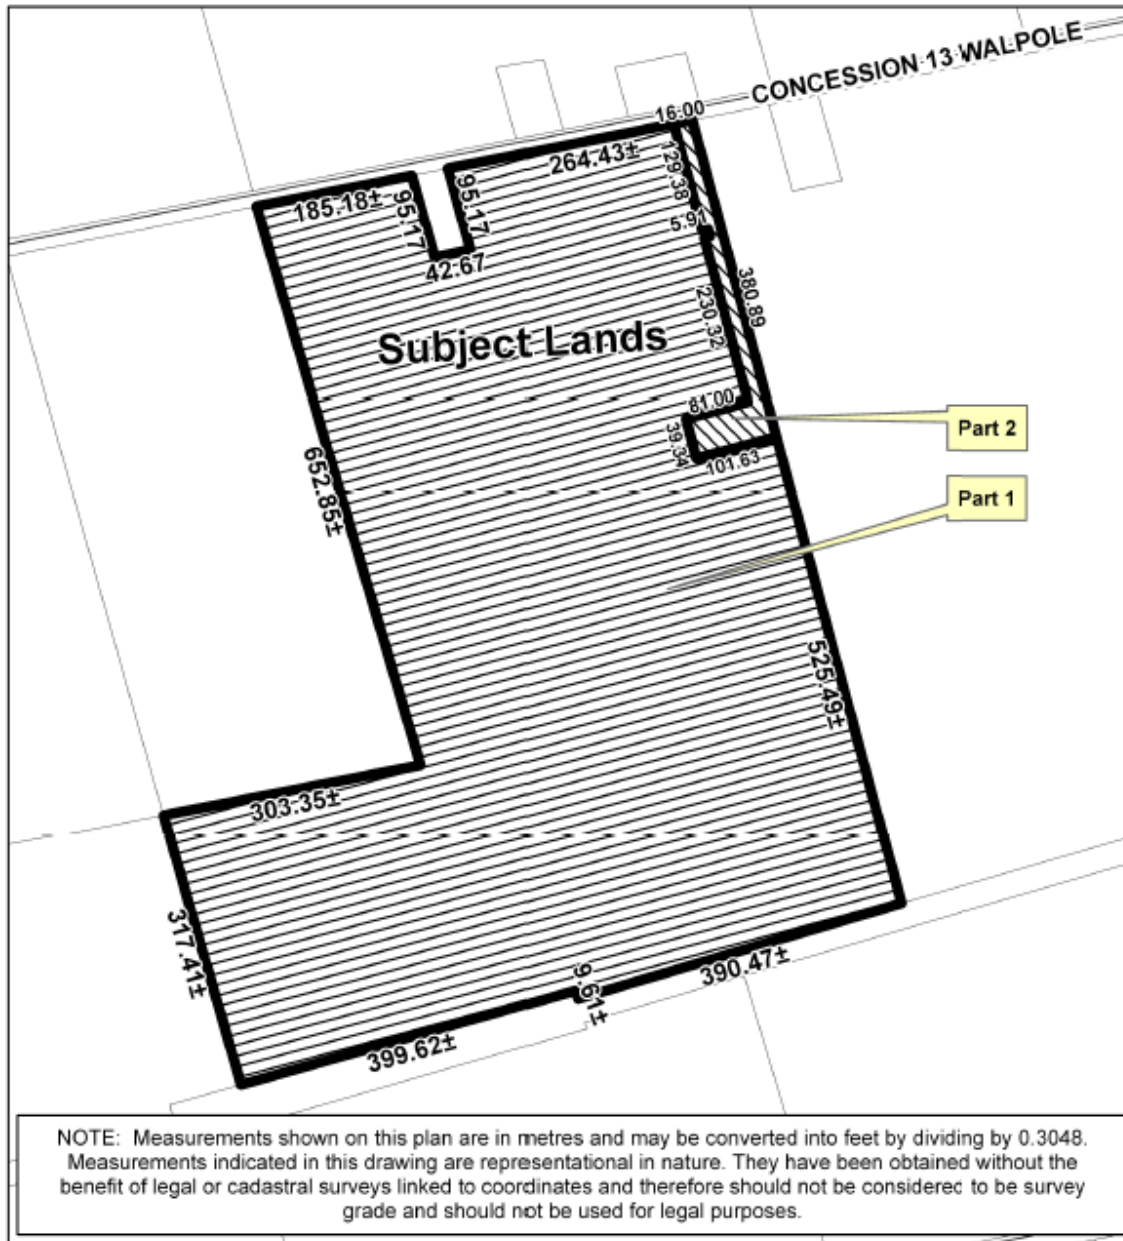 CONCESSION 13 WALPOLE
16.00
264.43±
129.38
185.18±
95.17
95.17
5.91
42.67
380.89
230.32
Subject Lands
81.00
Part 2
39.34
101.63
652.85±
Part 1
525.49±
303.35±
317.41±
9.61±
390.47±
399.62±
NOTE: Measurements shown on this plan are in metres and may be converted into feet by dividing by 0.3048.
Measurements indicated in this drawing are representational in nature. They have been obtained without the
benefit of legal or cadastral surveys linked to coordinates and therefore should not be considered to be survey
grade and should not be used for legal purposes.